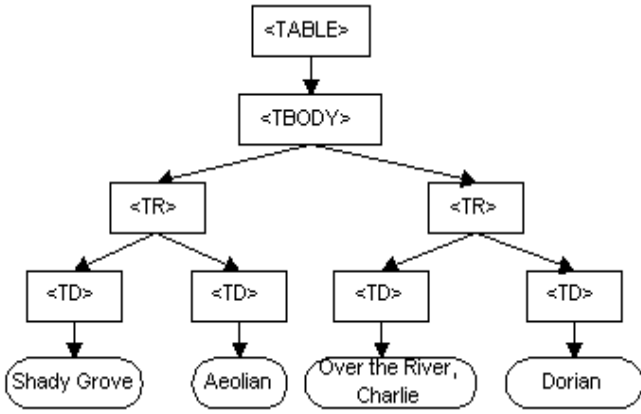 <TABLE>
<TBODY>
<TR> <TR>
<TD> <TD> <TD> <TD>
Shady Grove Aeolian Over the River, Charlie Dorian